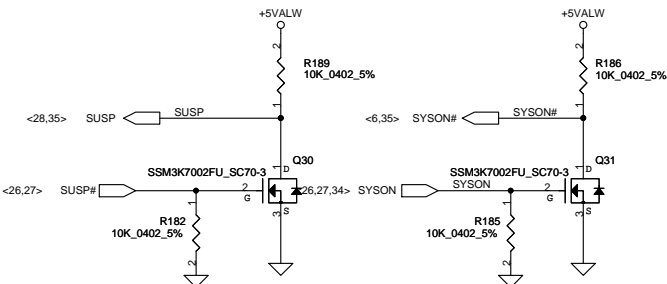 +5VALW
2
R189
10K_0402_5%
1
<28,35> SUSP SUSP
1 D Q30
SSM3K7002FU_SC70-3
<26,27> SUSP# 2
G
3 S
1
R182
10K_0402_5%
2
+5VALW
2
R186
10K_0402_5%
1
<6,35> SYSON# SYSON#
1 D Q31
SSM3K7002FU_SC70-3
26,27,34> SYSON SYSON 2
G
3 S
1
R185
10K_0402_5%
2